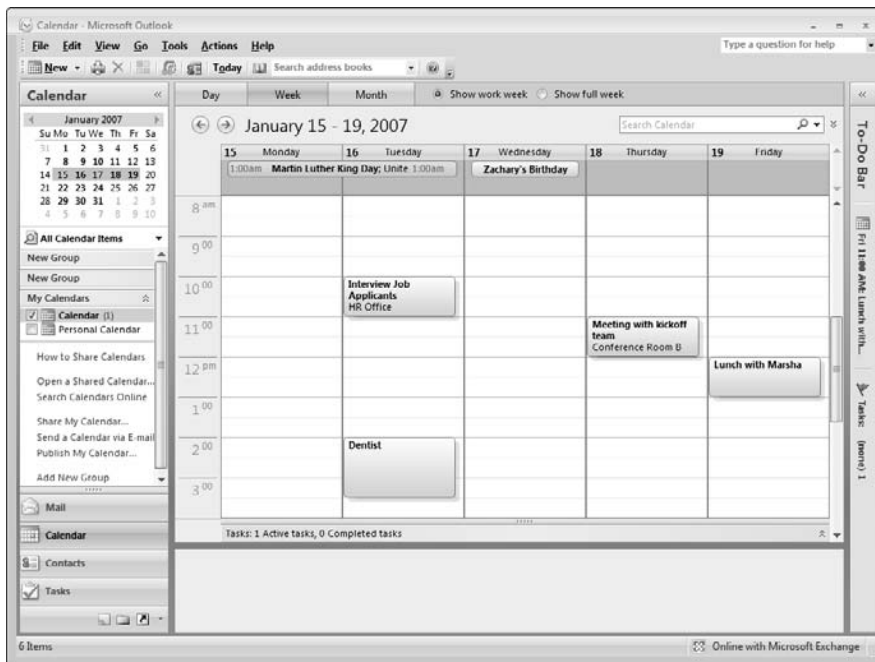 Calendar - Microsoft Outlook
File Edit View Go Tools Actions Help
Type a question for help
New Today Search address books
Calendar «
Day Week Month Show work week Show full week
«
January 2007
Su Mo Tu We Th Fr Sa
31 1 2 3 4 5 6
7 8 9 10 11 12 13
14 15 16 17 18 19 20
21 22 23 24 25 26 27
28 29 30 31 1 2 3
4 5 6 7 8 9 10
All Calendar Items
New Group
New Group
My Calendars
Calendar (1)
Personal Calendar
How to Share Calendars
Open a Shared Calendar...
Search Calendars Online
Share My Calendar...
Send a Calendar via E-mail
Publish My Calendar...
Add New Group
Mail
Calendar
Contacts
Tasks
January 15 - 19, 2007
Search Calendar
15 Monday 16 Tuesday 17 Wednesday 18 Thursday 19 Friday
1:00am Martin Luther King Day; Unite 1:00am
Zachary's Birthday
8 am
9 00
10 00
Interview Job
Applicants
HR Office
11 00
Meeting with kickoff
team
Conference Room B
12 pm
Lunch with Marsha
1 00
2 00
Dentist
3 00
Tasks: 1 Active tasks, 0 Completed tasks
To-Do Bar
Fri 11:00 AM: Lunch with...
Tasks: (none) 1
6 Items
Online with Microsoft Exchange